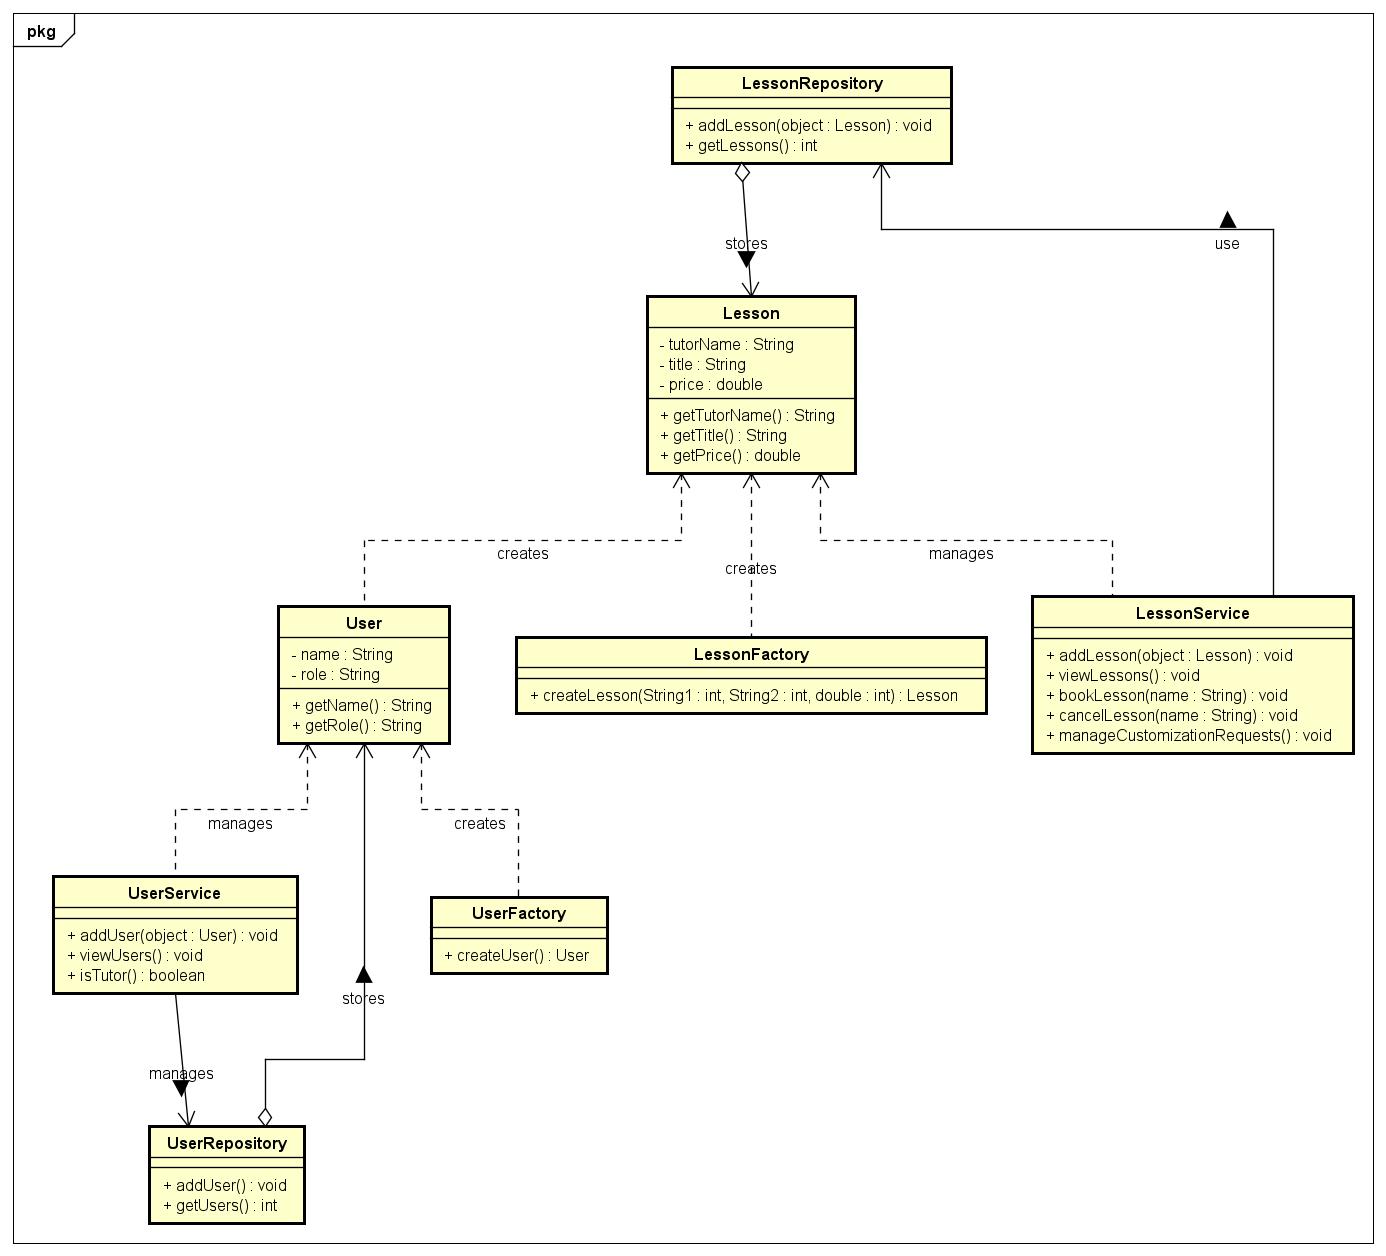 pkg
LessonRepository
+ addLesson(object : Lesson) : void
+ getLessons() : int
stores
use
Lesson
- tutorName : String
- title : String
- price : double
+ getTutorName() : String
+ getTitle() : String
+ getPrice() : double
creates
creates
manages
User
- name : String
- role : String
+ getName() : String
+ getRole() : String
LessonFactory
+ createLesson(String1 : int, String2 : int, double : int) : Lesson
LessonService
+ addLesson(object : Lesson) : void
+ viewLessons() : void
+ bookLesson(name : String) : void
+ cancelLesson(name : String) : void
+ manageCustomizationRequests() : void
manages
creates
UserService
+ addUser(object : User) : void
+ viewUsers() : void
+ isTutor() : boolean
UserFactory
+ createUser() : User
stores
manages
UserRepository
+ addUser() : void
+ getUsers() : int